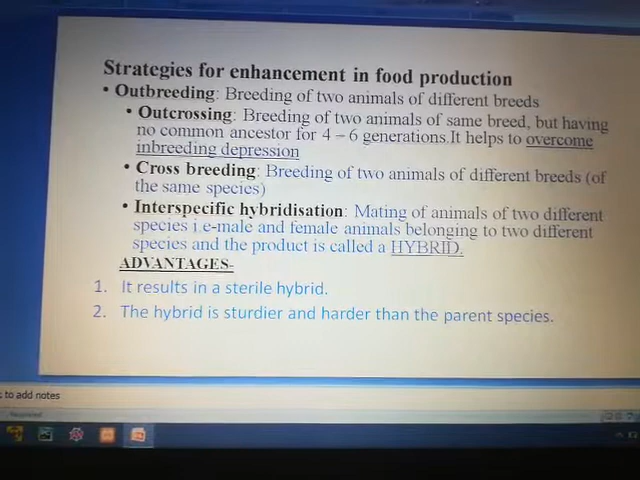 Strategies for enhancement in food production
• Outbreeding: Breeding of two animals of different breeds
• Outcrossing: Breeding of two animals of same breed, but having
no common ancestor for 4 – 6 generations.It helps to overcome
inbreeding depression
• Cross breeding: Breeding of two animals of different breeds (of
the same species)
• Interspecific hybridisation: Mating of animals of two different
species i.e-male and female animals belonging to two different
species and the product is called a HYBRID.
ADVANTAGES-
1. It results in a sterile hybrid.
2. The hybrid is sturdier and harder than the parent species.
to add notes